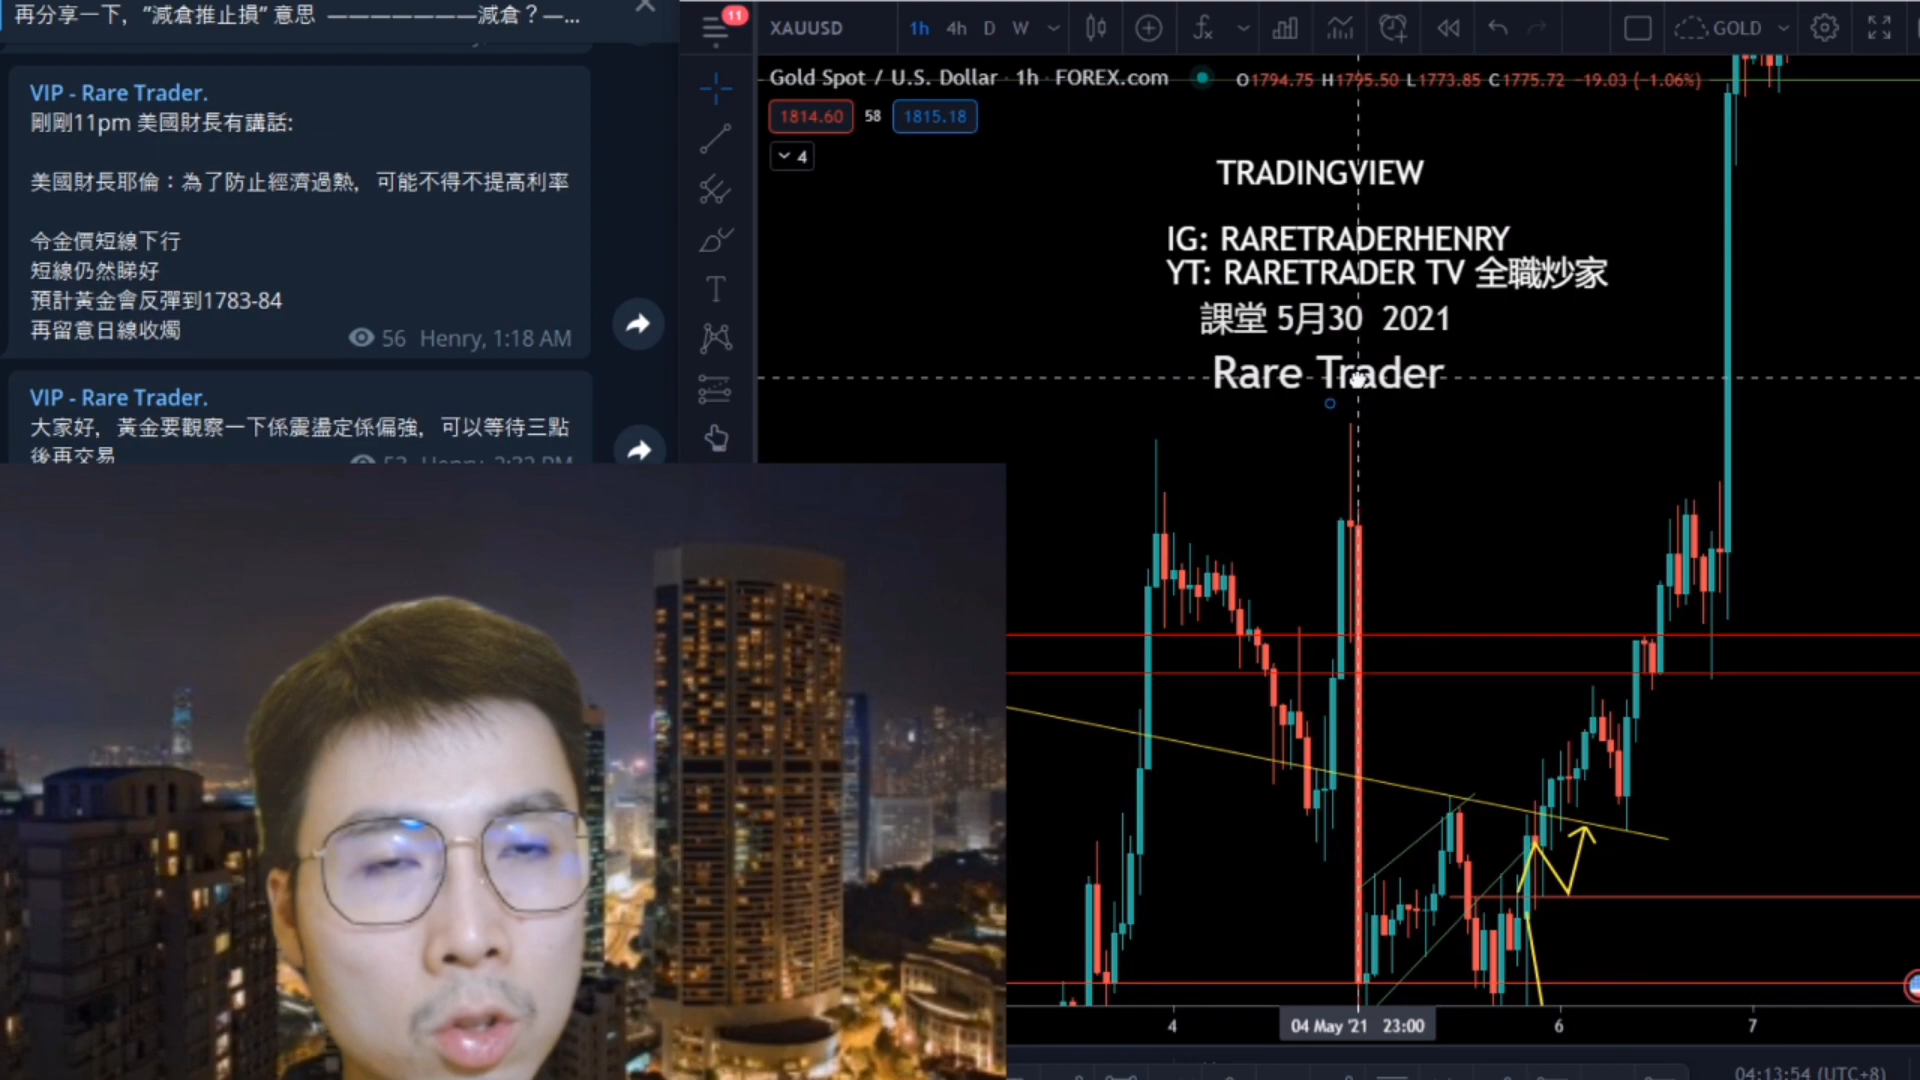 再分享一下, “減倉推止損” 意思 ———————減倉？—...
VIP - Rare Trader.
剛剛11pm 美國財長有講話:
美國財長耶倫：為了防止經濟過熱, 可能不得不提高利率
令金價短線下行
短線仍然睇好
預計黃金會反彈到1783-84
再留意日線收燭
56 Henry, 1:18 AM
VIP - Rare Trader.
大家好, 黃金要觀察一下係震盪定係偏強, 可以等待三點
後再交易
11
XAUUSD 1h 4h D W GOLD
Gold Spot / U.S. Dollar 1h FOREX.com O1794.75 H1795.50 L1773.85 C1775.72 −19.03 (−1.06%)
1814.60 58 1815.18
4
TRADINGVIEW
IG: RARETRADERHENRY
YT: RARETRADER TV 全職炒家
課堂 5月30 2021
Rare Trader
4 04 May '21 23:00 6 7
04:13:54 (UTC+8)